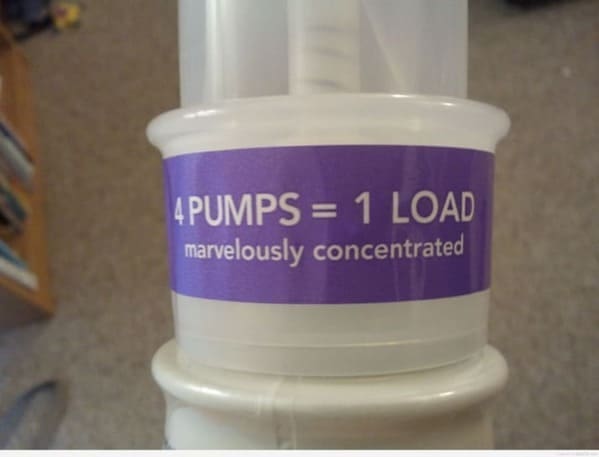 4 PUMPS = 1 LOAD
marvelously concentrated